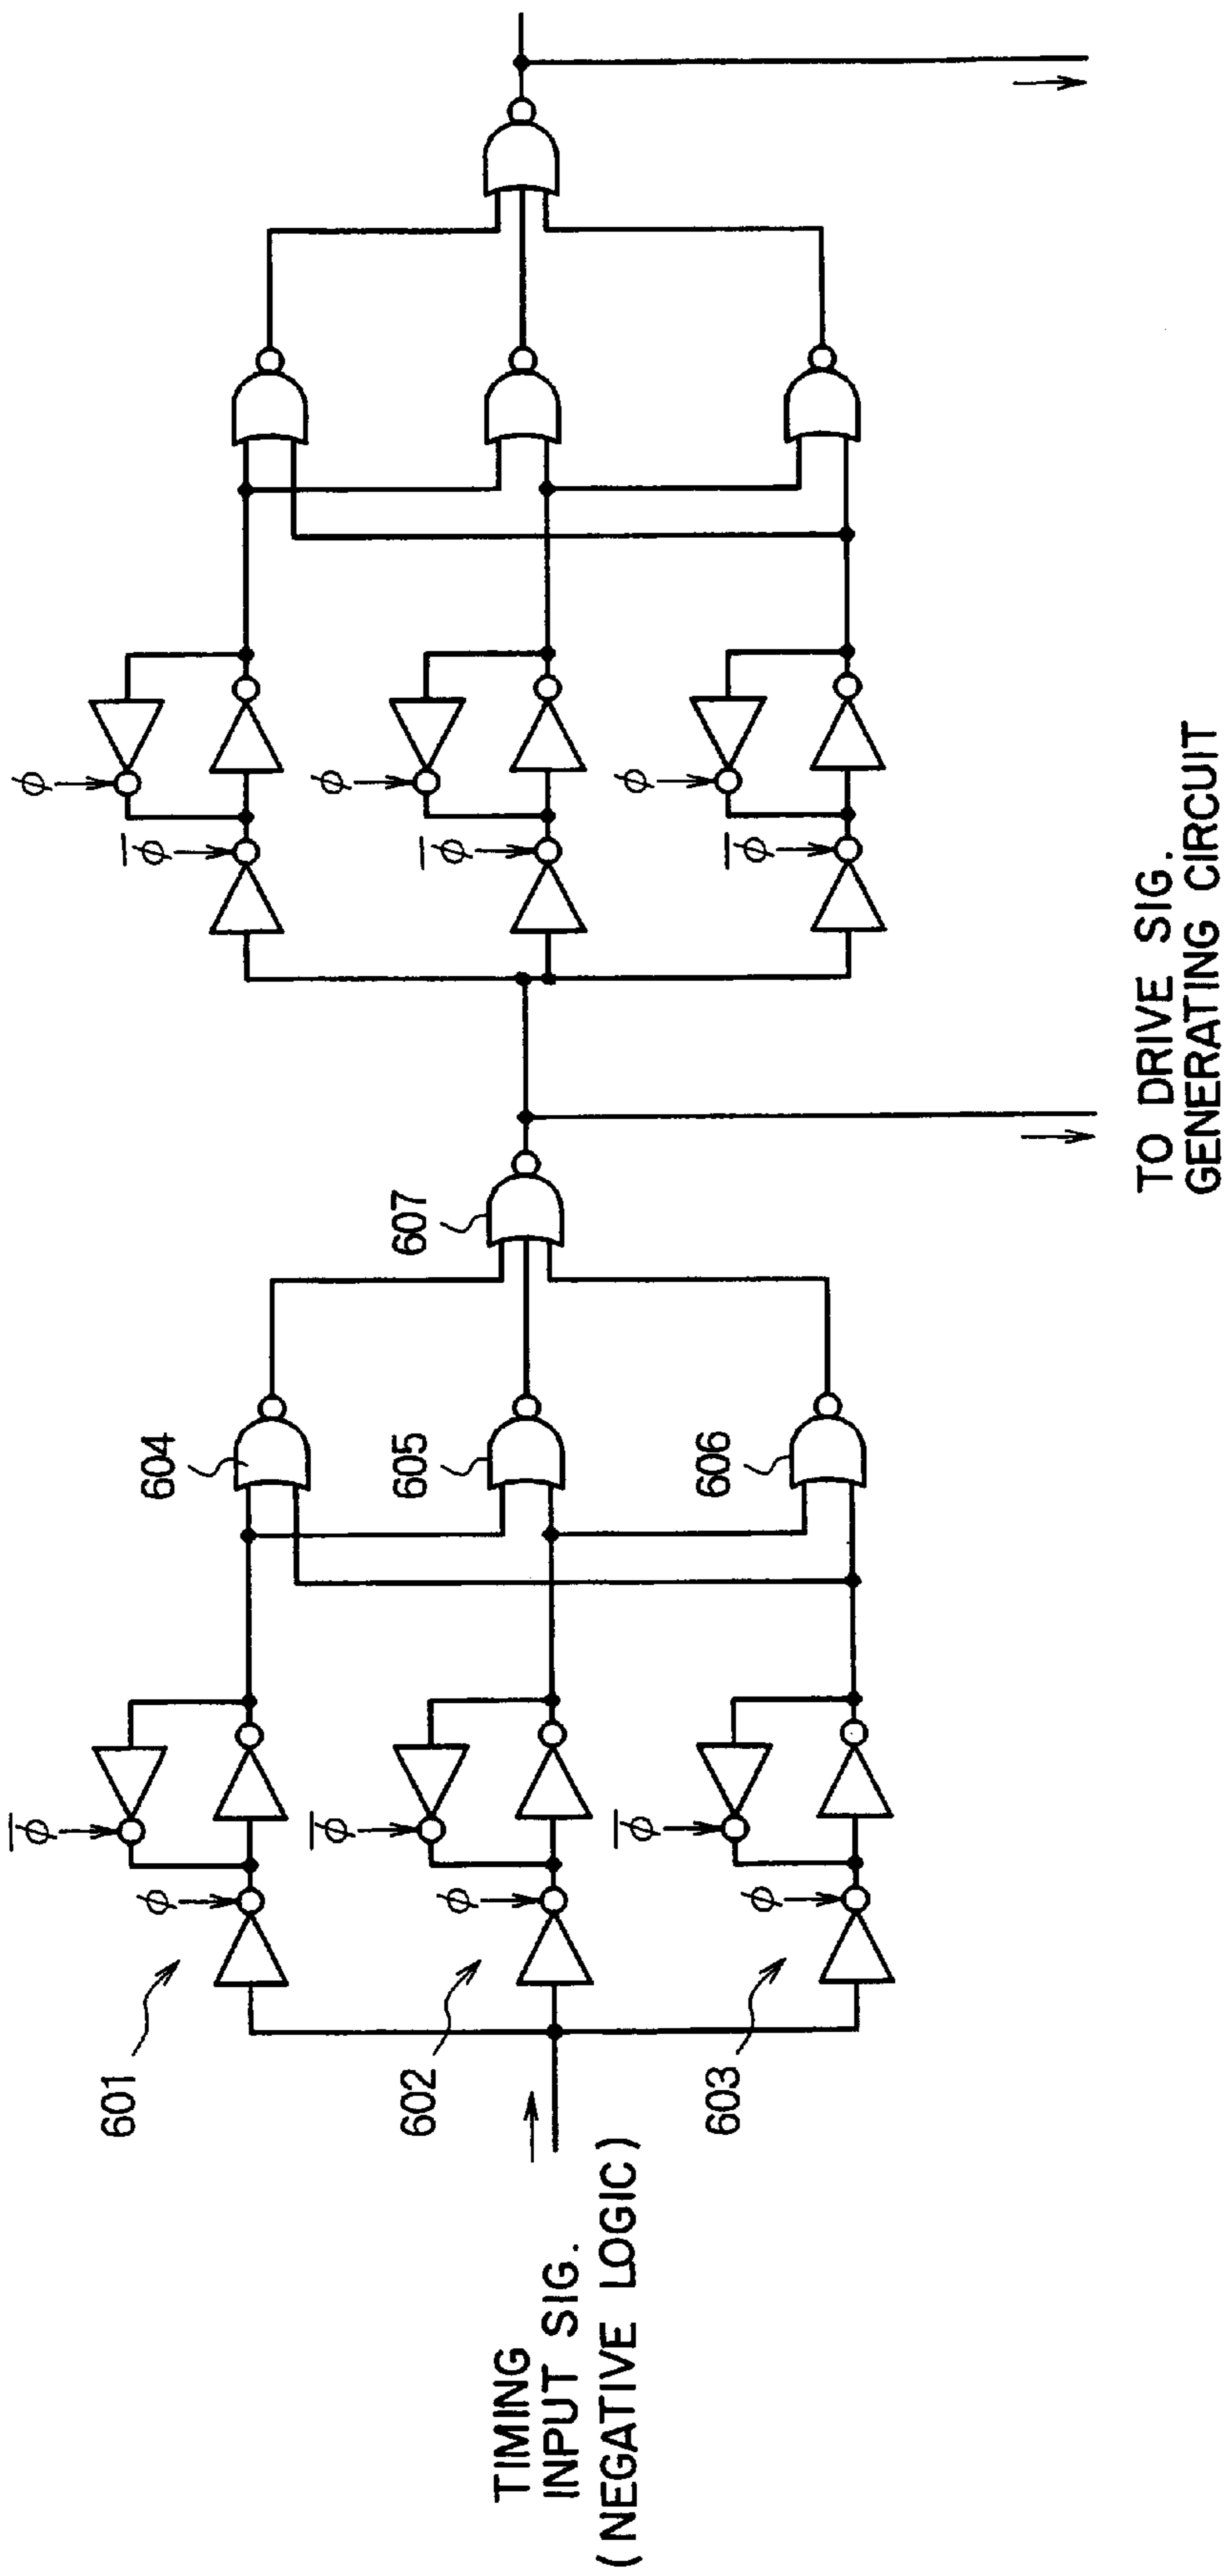 φ̄
φ
601
φ
604
φ̄
φ̄
φ
602
φ
605
607
φ̄
TIMING
INPUT SIG.
(NEGATIVE LOGIC)
φ̄
φ
603
φ
606
φ̄
TO DRIVE SIG.
GENERATING CIRCUIT